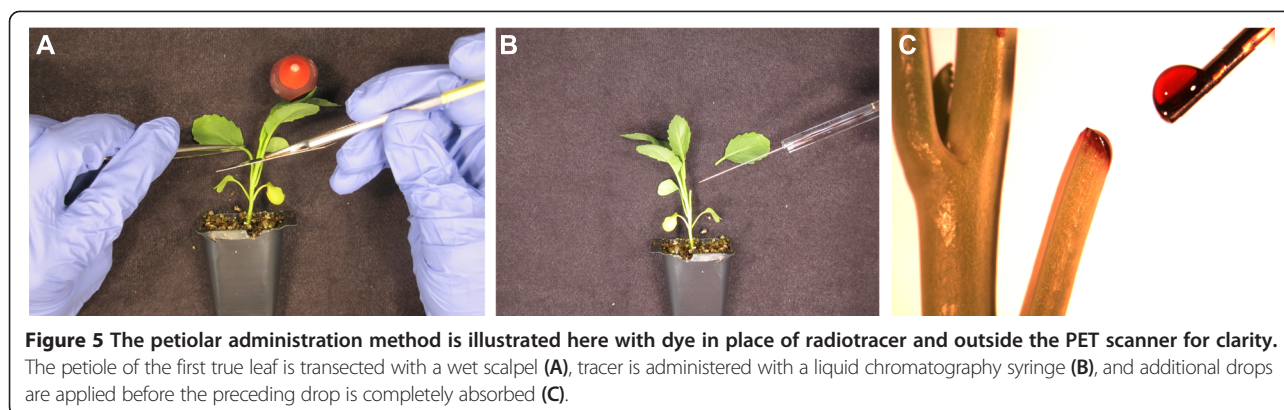 A B C
Figure 5 The petiolar administration method is illustrated here with dye in place of radiotracer and outside the PET scanner for clarity.
The petiole of the first true leaf is transected with a wet scalpel (A), tracer is administered with a liquid chromatography syringe (B), and additional drops
are applied before the preceding drop is completely absorbed (C).